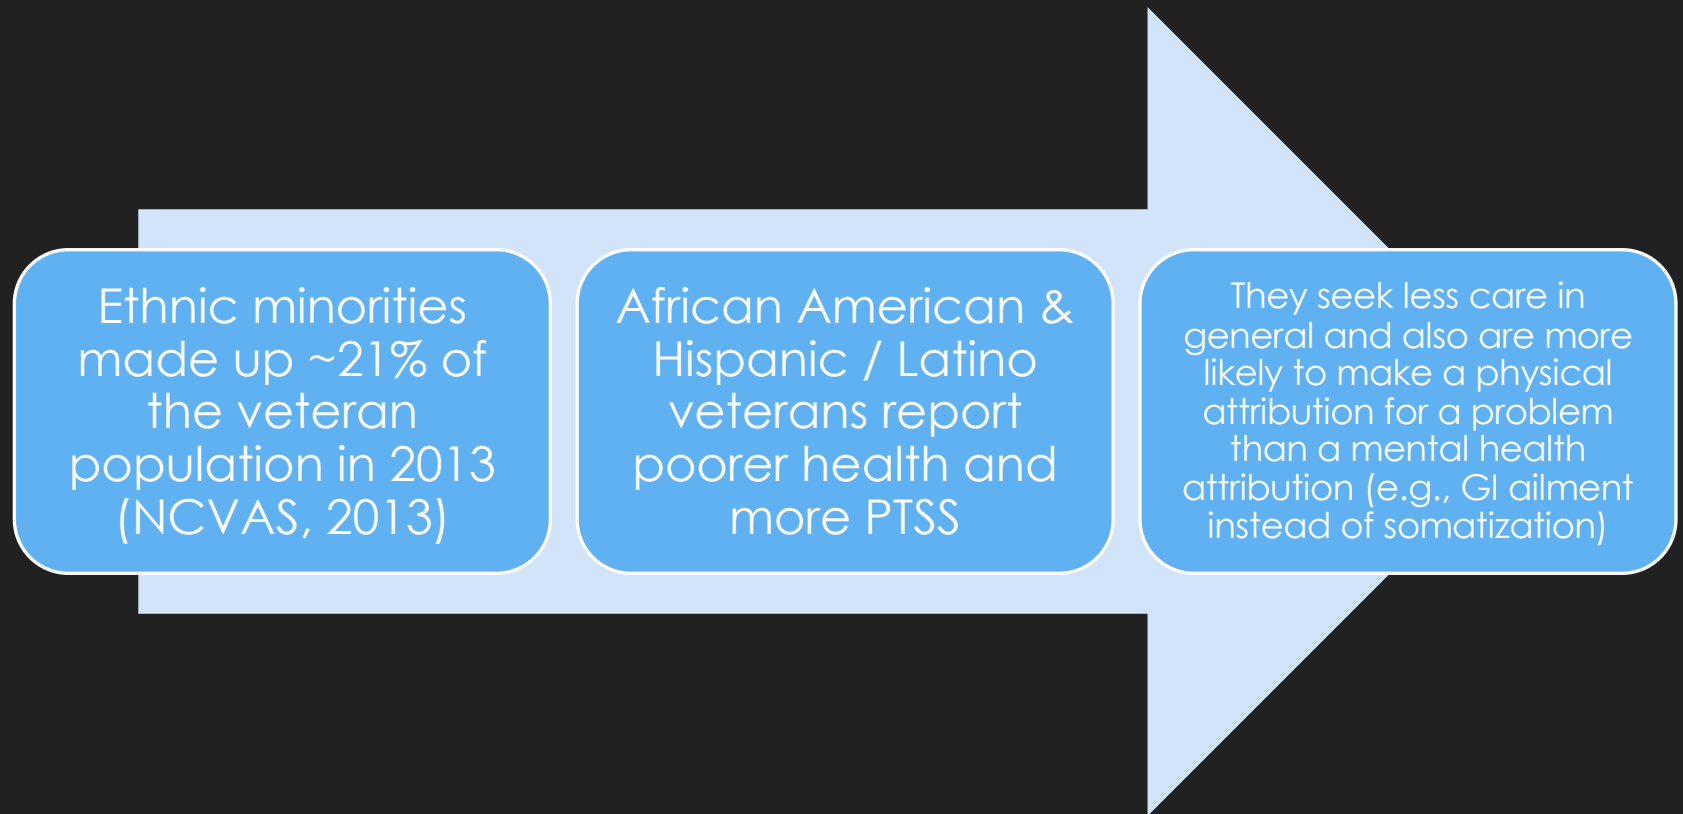 Ethnic minorities
made up ~21% of
the veteran
population in 2013
(NCVAS, 2013)
African American &
Hispanic / Latino
veterans report
poorer health and
more PTSS
They seek less care in
general and also are more
likely to make a physical
attribution for a problem
than a mental health
attribution (e.g., GI ailment
instead of somatization)